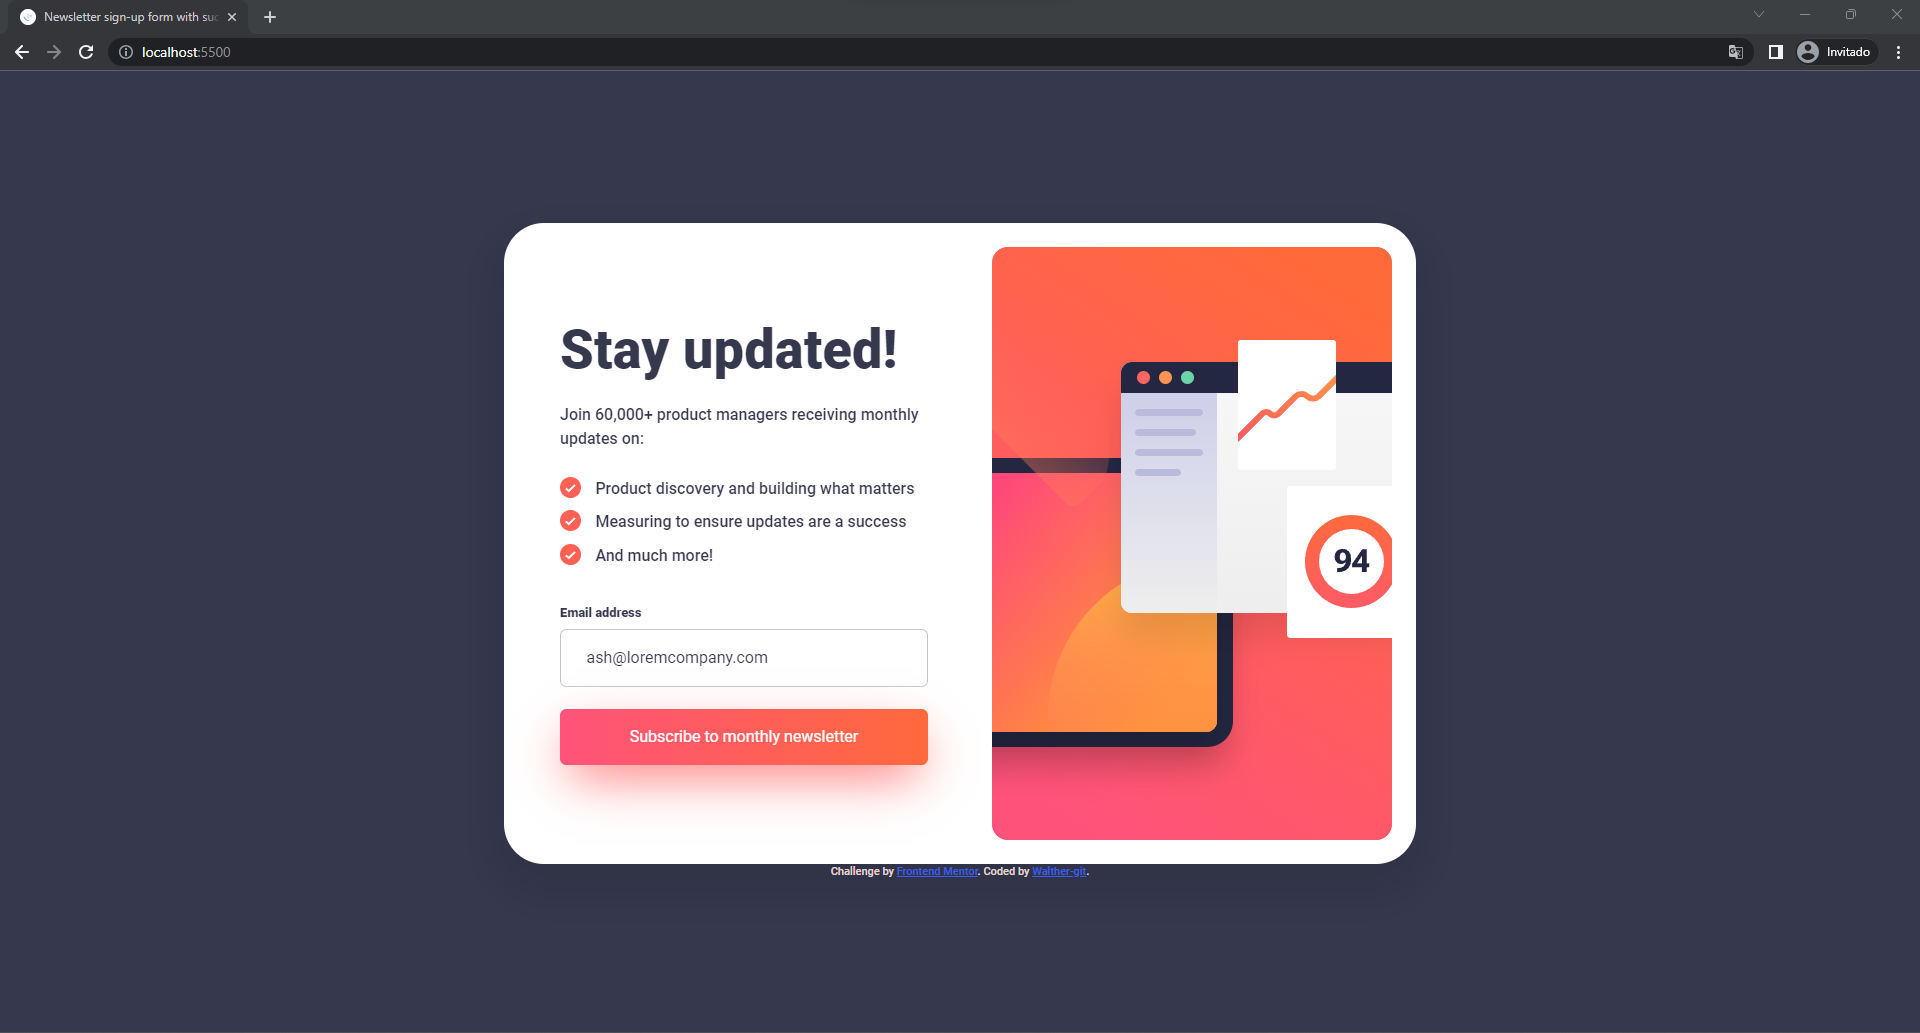 Newsletter sign-up form with suc
localhost:5500
Invitado
Stay updated!
Join 60,000+ product managers receiving monthly
updates on:
Product discovery and building what matters
Measuring to ensure updates are a success
And much more!
Email address
ash@loremcompany.com
Subscribe to monthly newsletter
94
Challenge by Frontend Mentor. Coded by Walther-git.